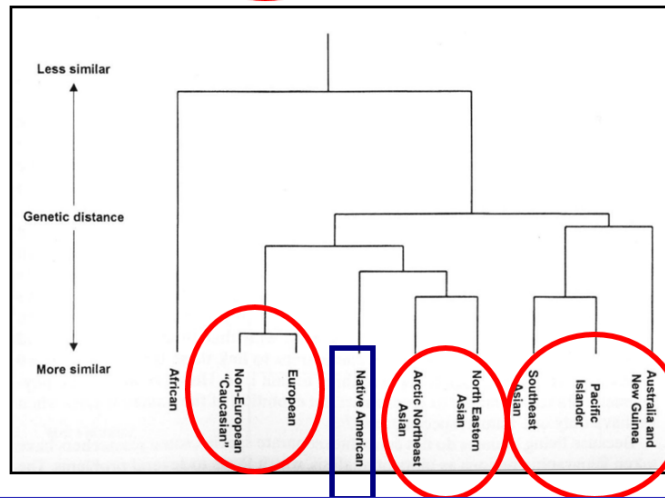 Less similar
Genetic distance
More similar
African
Non-European
"Caucasian"
European
Native American
Arctic Northeast
Asian
North Eastern
Asian
Southeast
Asian
Pacific
Islander
Australia and
New Guinea